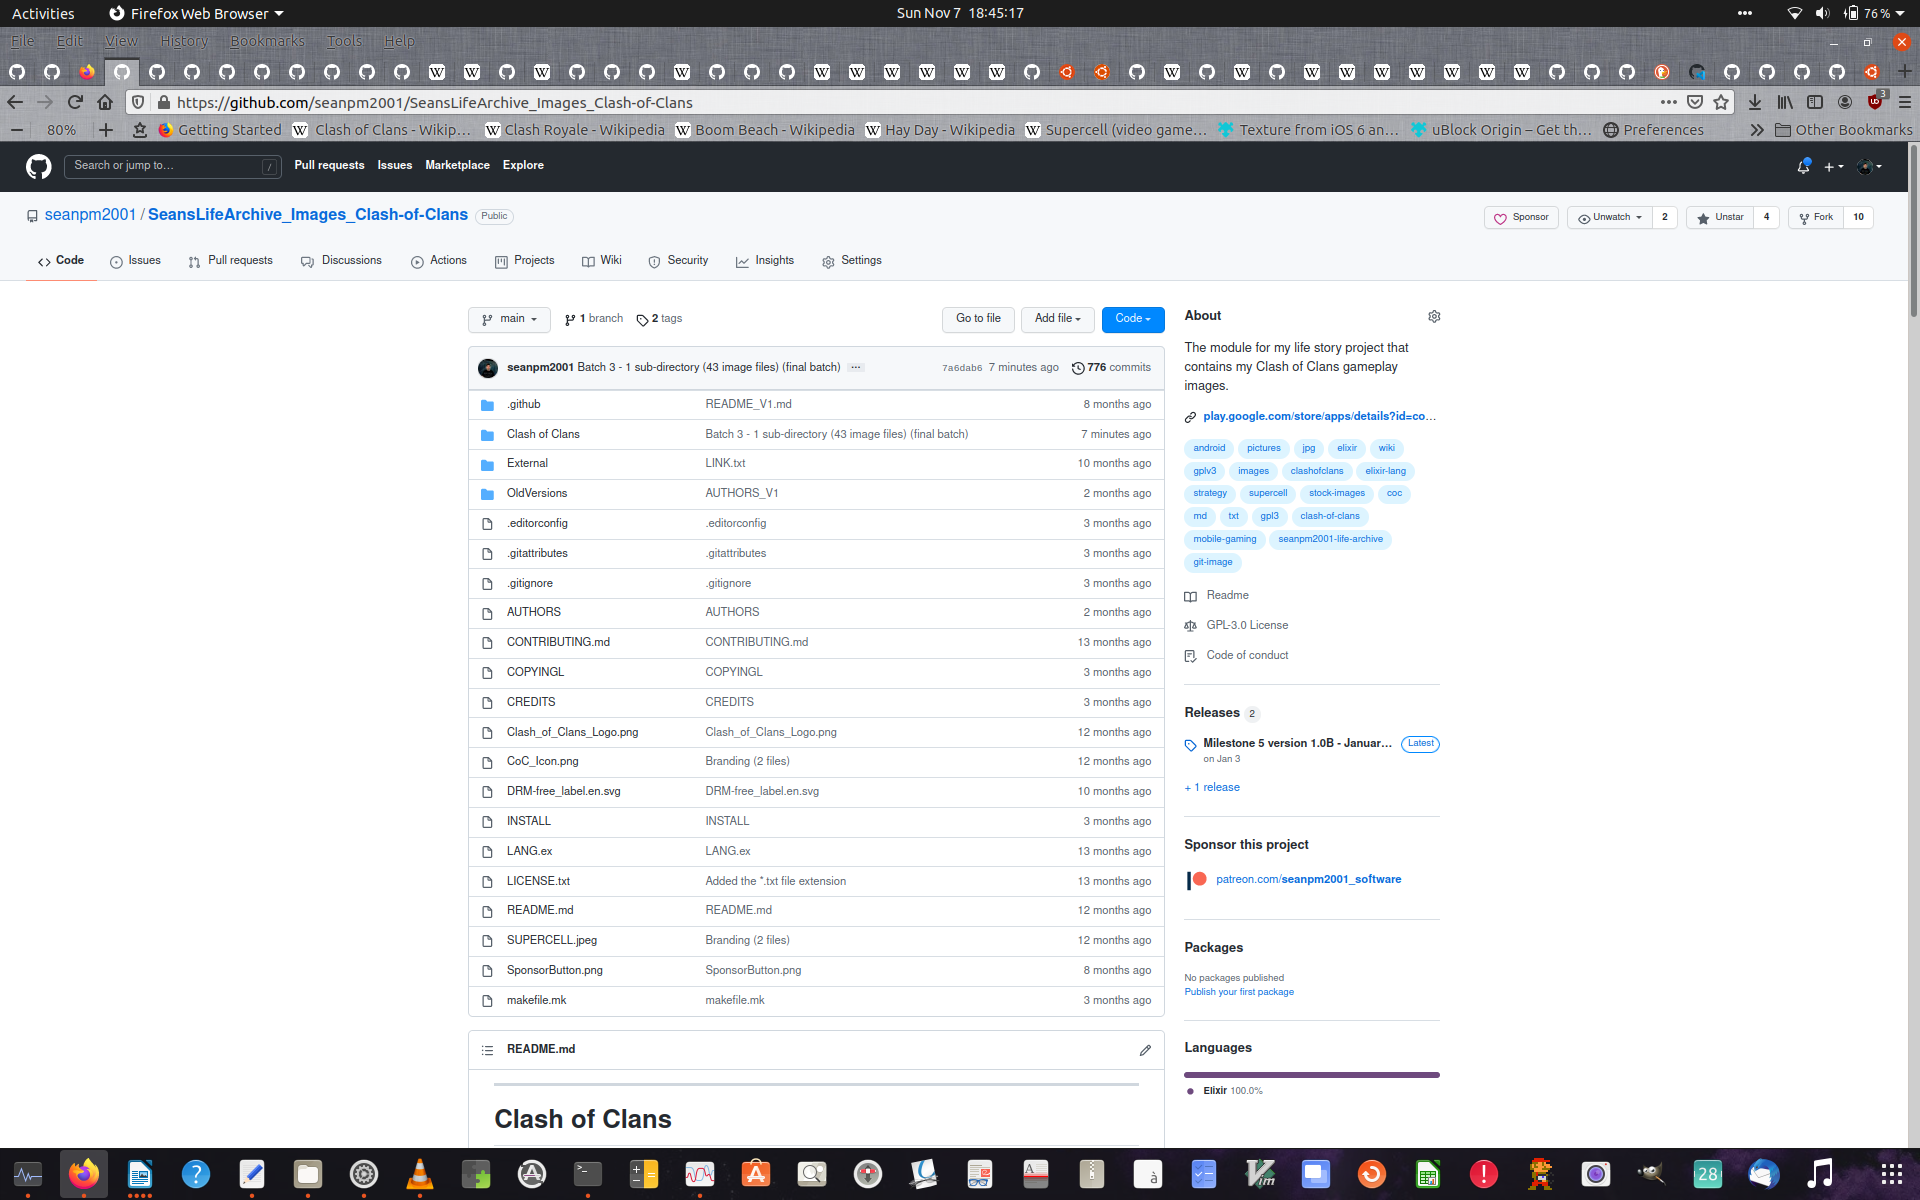 Activities
Firefox Web Browser
Sun Nov 7 18:45:17
76 %
File Edit View History Bookmarks Tools Help
https://github.com/seanpm2001/SeansLifeArchive_Images_Clash-of-Clans
3
80%
Getting Started
Clash of Clans - Wikip…
Clash Royale - Wikipedia
Boom Beach - Wikipedia
Hay Day - Wikipedia
Supercell (video game…
Texture from iOS 6 an…
uBlock Origin – Get th…
Preferences
Other Bookmarks
Search or jump to…
/
Pull requests Issues Marketplace Explore
seanpm2001 / SeansLifeArchive_Images_Clash-of-Clans Public
Sponsor
Unwatch 2
Unstar 4
Fork 10
Code
Issues
Pull requests
Discussions
Actions
Projects
Wiki
Security
Insights
Settings
main
1 branch
2 tags
Go to file
Add file
Code
seanpm2001 Batch 3 - 1 sub-directory (43 image files) (final batch) ... 7a6dab6 7 minutes ago 776 commits
.github README_V1.md 8 months ago
Clash of Clans Batch 3 - 1 sub-directory (43 image files) (final batch) 7 minutes ago
External LINK.txt 10 months ago
OldVersions AUTHORS_V1 2 months ago
.editorconfig .editorconfig 3 months ago
.gitattributes .gitattributes 3 months ago
.gitignore .gitignore 3 months ago
AUTHORS AUTHORS 2 months ago
CONTRIBUTING.md CONTRIBUTING.md 13 months ago
COPYINGL COPYINGL 3 months ago
CREDITS CREDITS 3 months ago
Clash_of_Clans_Logo.png Clash_of_Clans_Logo.png 12 months ago
CoC_Icon.png Branding (2 files) 12 months ago
DRM-free_label.en.svg DRM-free_label.en.svg 10 months ago
INSTALL INSTALL 3 months ago
LANG.ex LANG.ex 13 months ago
LICENSE.txt Added the *.txt file extension 13 months ago
README.md README.md 12 months ago
SUPERCELL.jpeg Branding (2 files) 12 months ago
SponsorButton.png SponsorButton.png 8 months ago
makefile.mk makefile.mk 3 months ago
README.md
Clash of Clans
About
The module for my life story project that
contains my Clash of Clans gameplay
images.
play.google.com/store/apps/details?id=co…
android pictures jpg elixir wiki
gplv3 images clashofclans elixir-lang
strategy supercell stock-images coc
md txt gpl3 clash-of-clans
mobile-gaming seanpm2001-life-archive
git-image
Readme
GPL-3.0 License
Code of conduct
Releases 2
Milestone 5 version 1.0B - Januar… Latest
on Jan 3
+ 1 release
Sponsor this project
patreon.com/seanpm2001_software
Packages
No packages published
Publish your first package
Languages
Elixir 100.0%
28